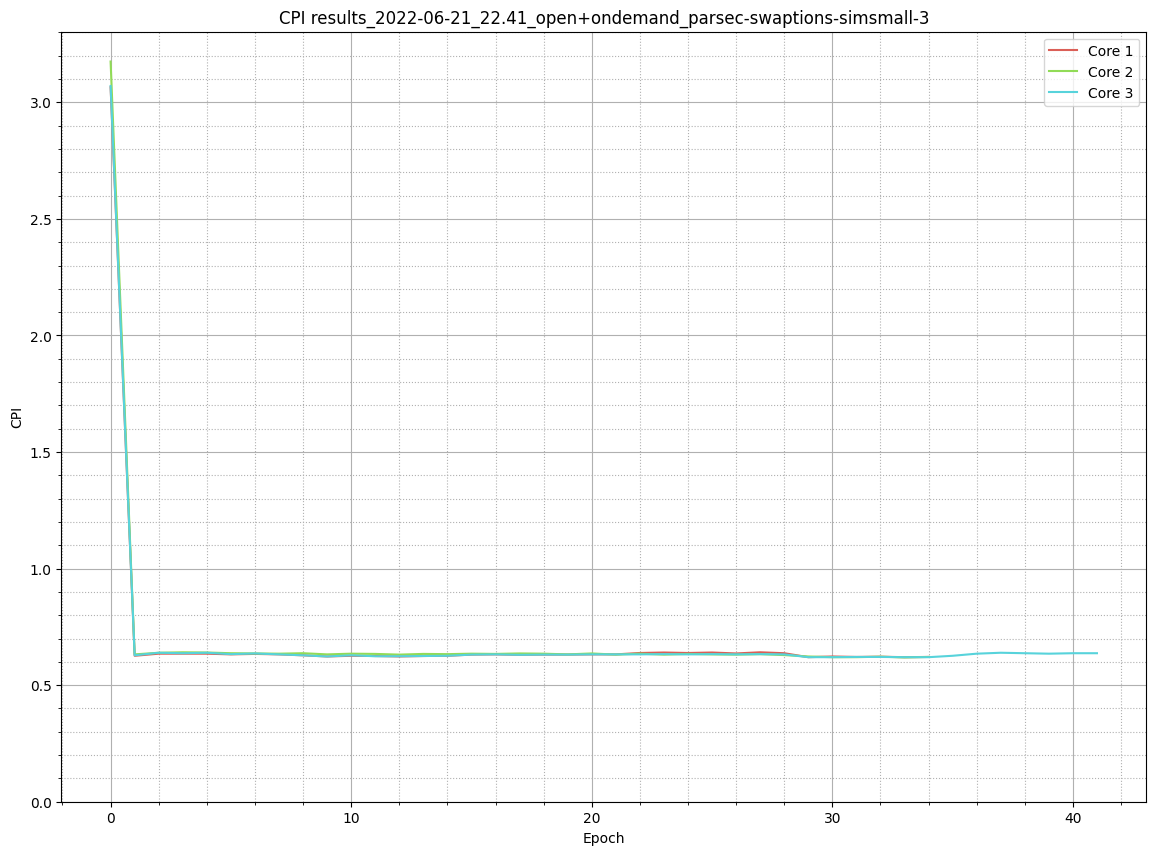 CPI results_2022-06-21_22.41_open+ondemand_parsec-swaptions-simsmall-3
Core 1
Core 2
Core 3
3.0
2.5
2.0
1.5
1.0
0.5
0.0
CPI
0 10 20 30 40
Epoch